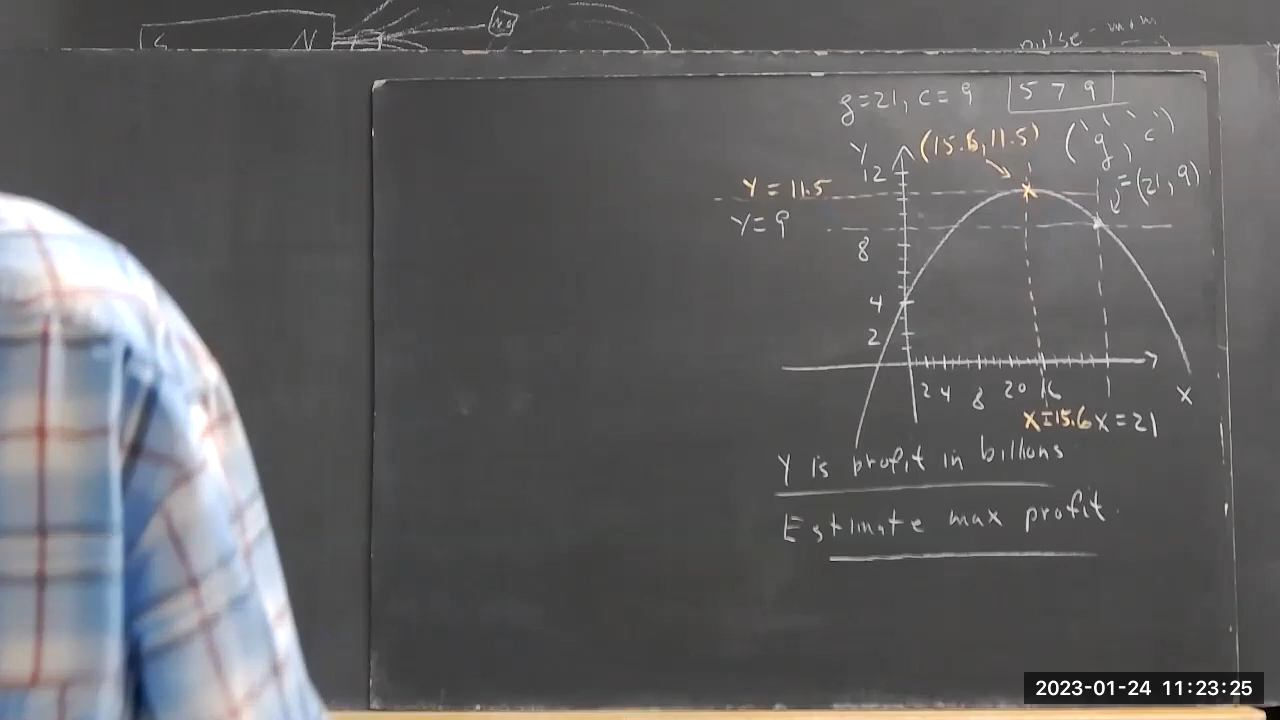 S N
pulse-mom
g=21, c=9 5 7 9
Y (15.6,11.5) (g, c)
12
Y = 11.5 =(21,9)
Y=9
8
4
2
2 4 8 20 16 X
X=15.6 X=21
Y is profit in billions
Estimate max profit.
2023-01-24 11:23:25